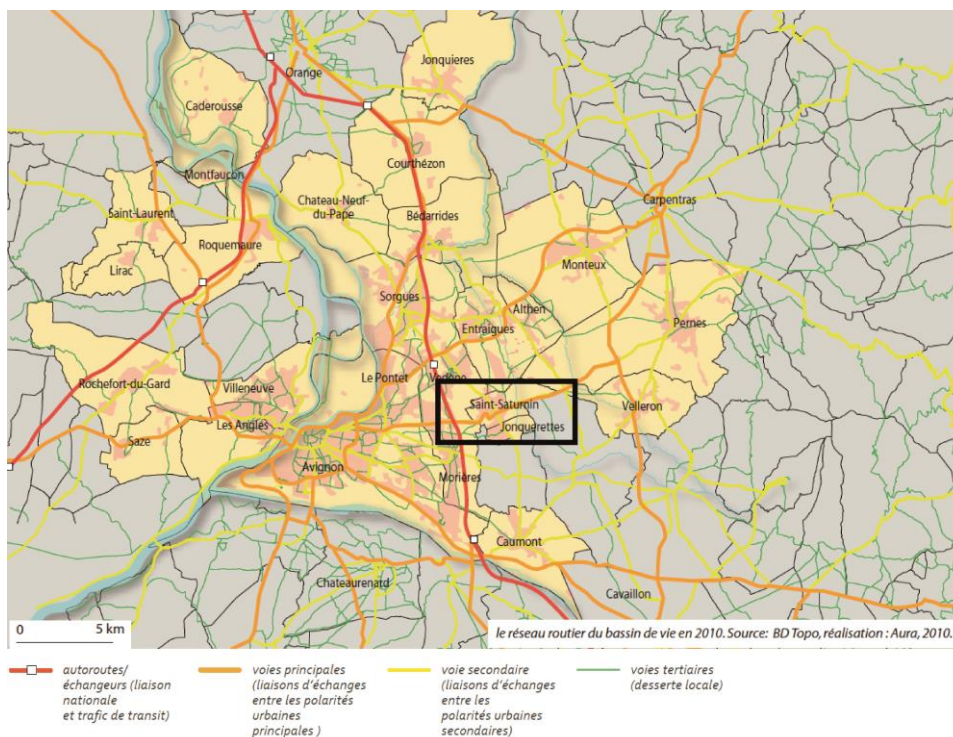 Orange
Jonquieres
Caderousse
Courthézon
Montfaucon
Chateau-Neuf-
du-Pape
Carpentras
Saint-Laurent
Bédarrides
Roquemaure
Lirac
Monteux
Sorgues
Althen
Entraigues
Pernes
Le Pontet
Vedène
Rochefort-du-Gard
Villeneuve
Saint-Saturnin
Velleron
Les Angles
Jonquerettes
Saze
Avignon
Morières
Caumont
Chateaurenard
Cavaillon
0 5 km
le réseau routier du bassin de vie en 2010. Source: BD Topo, réalisation : Aura, 2010.
autoroutes/
échangeurs (liaison
nationale
et trafic de transit)
voies principales
(liaisons d'échanges
entre les polarités
urbaines
principales )
voie secondaire
(liaisons d'échanges
entre les
polarités urbaines
secondaires)
voies tertiaires
(desserte locale)